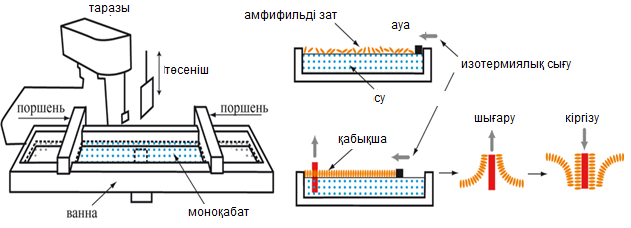 таразы
төсеніш
поршень
поршень
ванна
моноқабат
амфифильді зат
ауа
су
изотермиялық сығу
қабықша
шығару
кіргізу